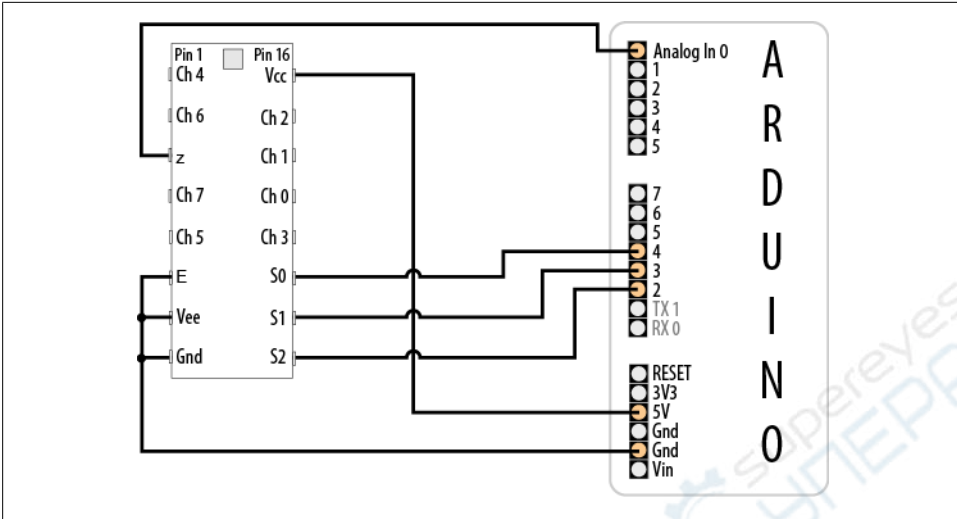 Pin 1 Pin 16
Ch 4 Vcc
Ch 6 Ch 2
z Ch 1
Ch 7 Ch 0
Ch 5 Ch 3
E S0
Vee S1
Gnd S2
Analog In 0
1
2
3
4
5
7
6
5
4
3
2
TX 1
RX 0
RESET
3V3
5V
Gnd
Gnd
Vin
ARDUINO
supereyes